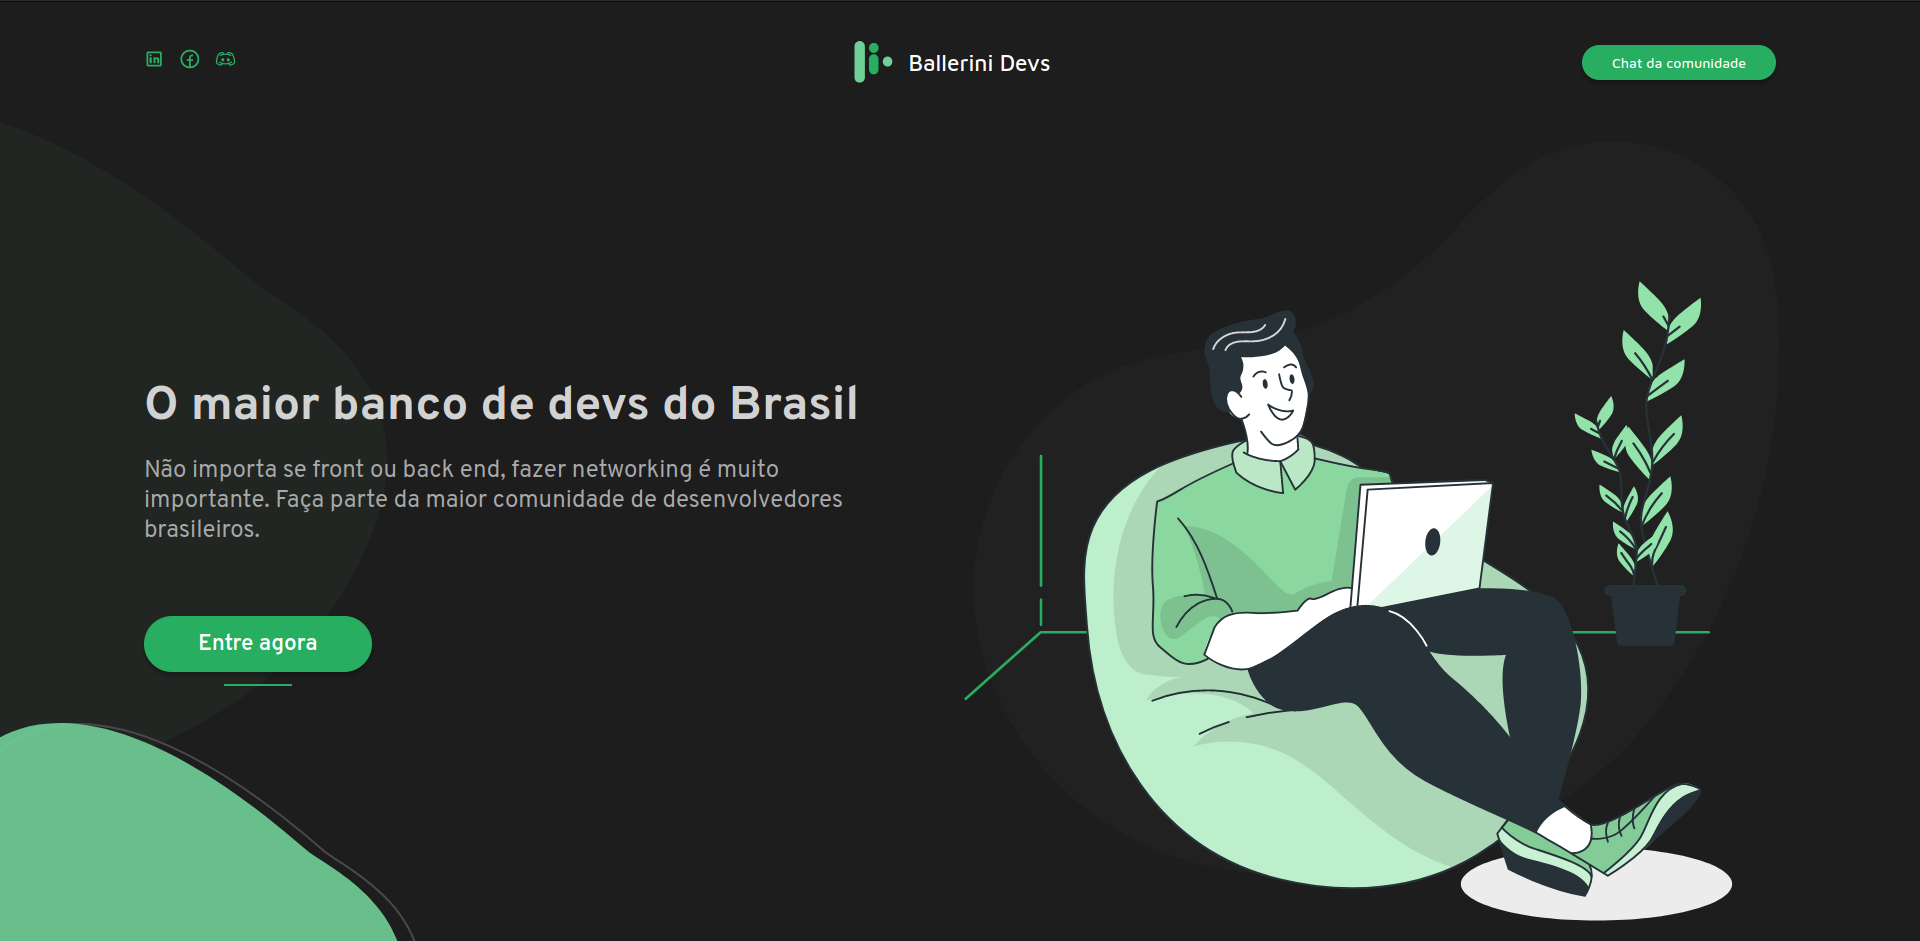 Ballerini Devs
Chat da comunidade
O maior banco de devs do Brasil
Não importa se front ou back end, fazer networking é muito
importante. Faça parte da maior comunidade de desenvolvedores
brasileiros.
Entre agora